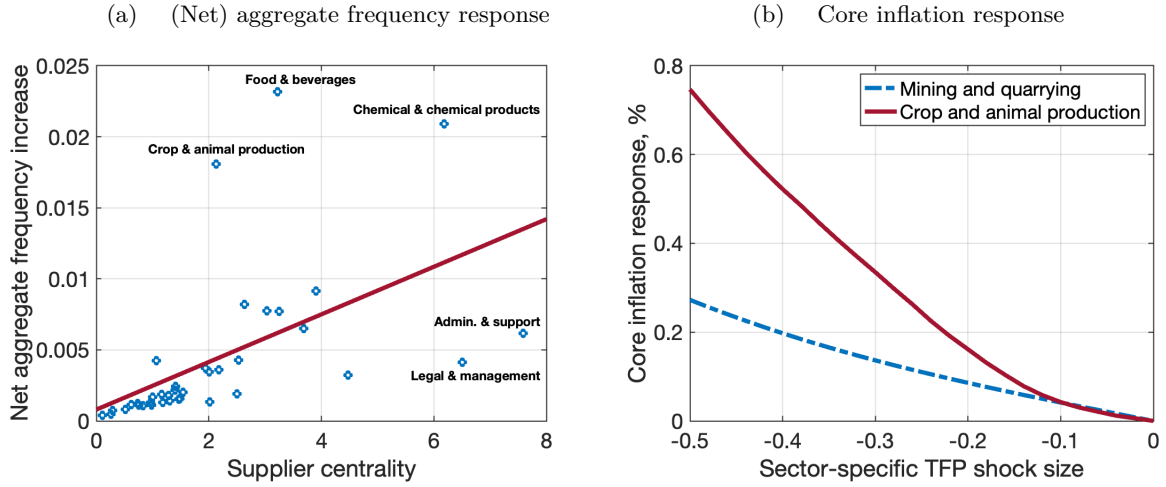 (a) (Net) aggregate frequency response
Net aggregate frequency increase
0.025
0.02
0.015
0.01
0.005
0
Food & beverages
Chemical & chemical products
Crop & animal production
Admin. & support
Legal & management
0 2 4 6 8
Supplier centrality
(b) Core inflation response
Core inflation response, %
0.8
0.6
0.4
0.2
0
Mining and quarrying
Crop and animal production
-0.5 -0.4 -0.3 -0.2 -0.1 0
Sector-specific TFP shock size